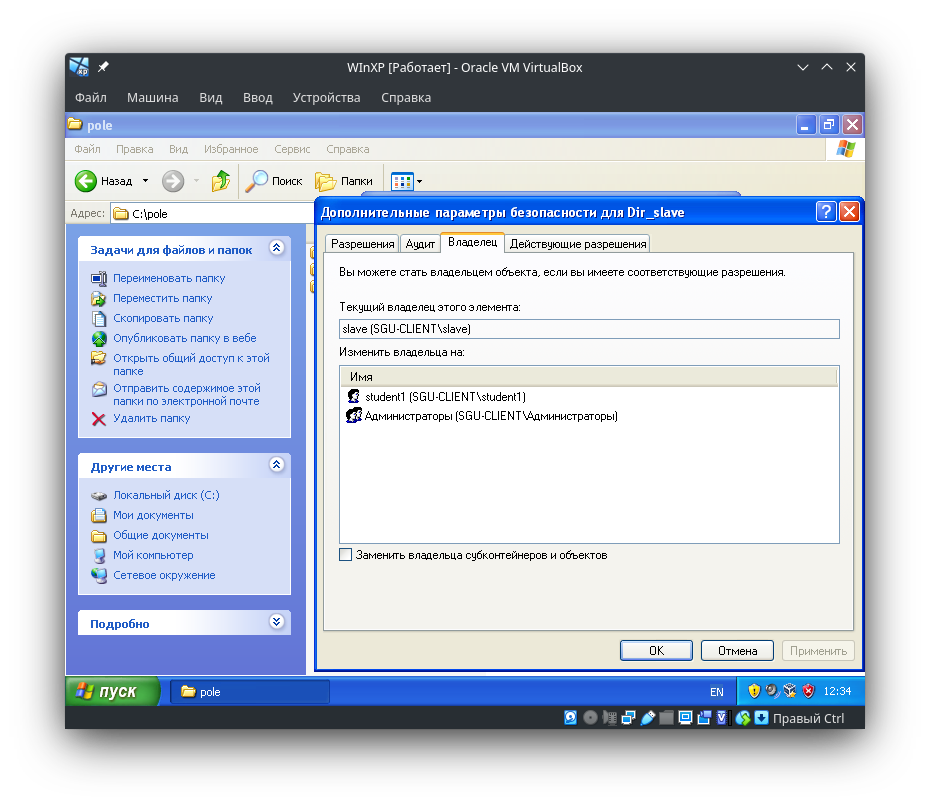 WInXP [Работает] - Oracle VM VirtualBox
Файл Машина Вид Ввод Устройства Справка
pole
Файл Правка Вид Избранное Сервис Справка
Назад Поиск Папки
Адрес: C:\pole
Задачи для файлов и папок
Переименовать папку
Переместить папку
Скопировать папку
Опубликовать папку в вебе
Открыть общий доступ к этой
папке
Отправить содержимое этой
папки по электронной почте
Удалить папку
Другие места
Локальный диск (C:)
Мои документы
Общие документы
Мой компьютер
Сетевое окружение
Подробно
Дополнительные параметры безопасности для Dir_slave
Разрешения Аудит Владелец Действующие разрешения
Вы можете стать владельцем объекта, если вы имеете соответствующие разрешения.
Текущий владелец этого элемента:
slave (SGU-CLIENT\slave)
Изменить владельца на:
Имя
student1 (SGU-CLIENT\student1)
Администраторы (SGU-CLIENT\Администраторы)
Заменить владельца субконтейнеров и объектов
OK Отмена Применить
пуск pole EN 12:34
Правый Ctrl